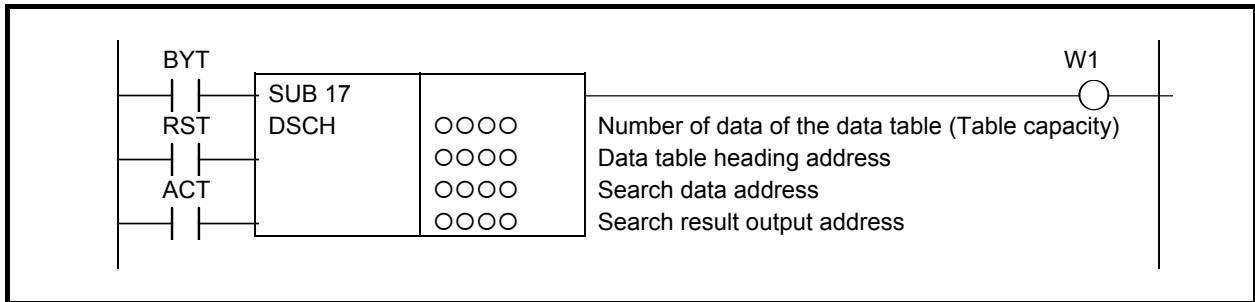 BYT W1
SUB 17
RST DSCH ○○○○ Number of data of the data table (Table capacity)
○○○○ Data table heading address
ACT ○○○○ Search data address
○○○○ Search result output address